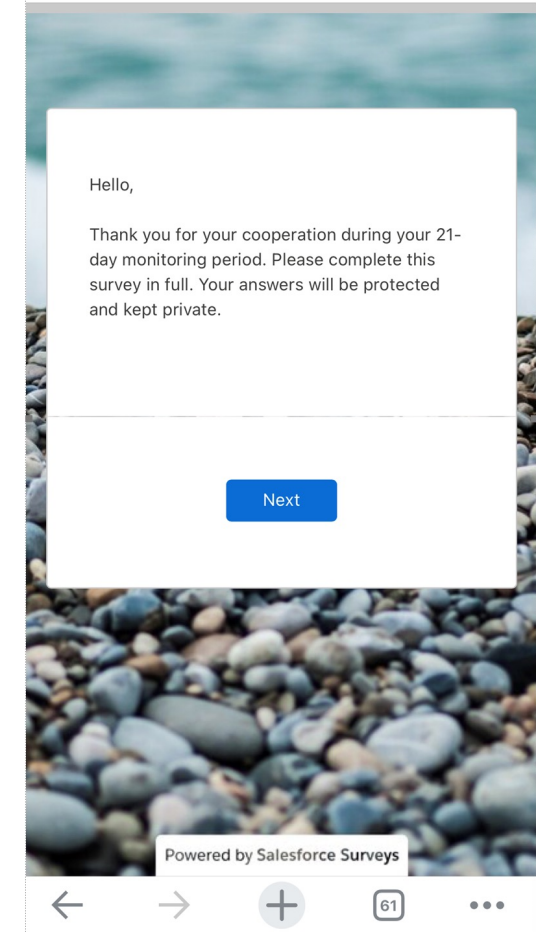 Hello,
Thank you for your cooperation during your 21-
day monitoring period. Please complete this
survey in full. Your answers will be protected
and kept private.
Next
Powered by Salesforce Surveys
61